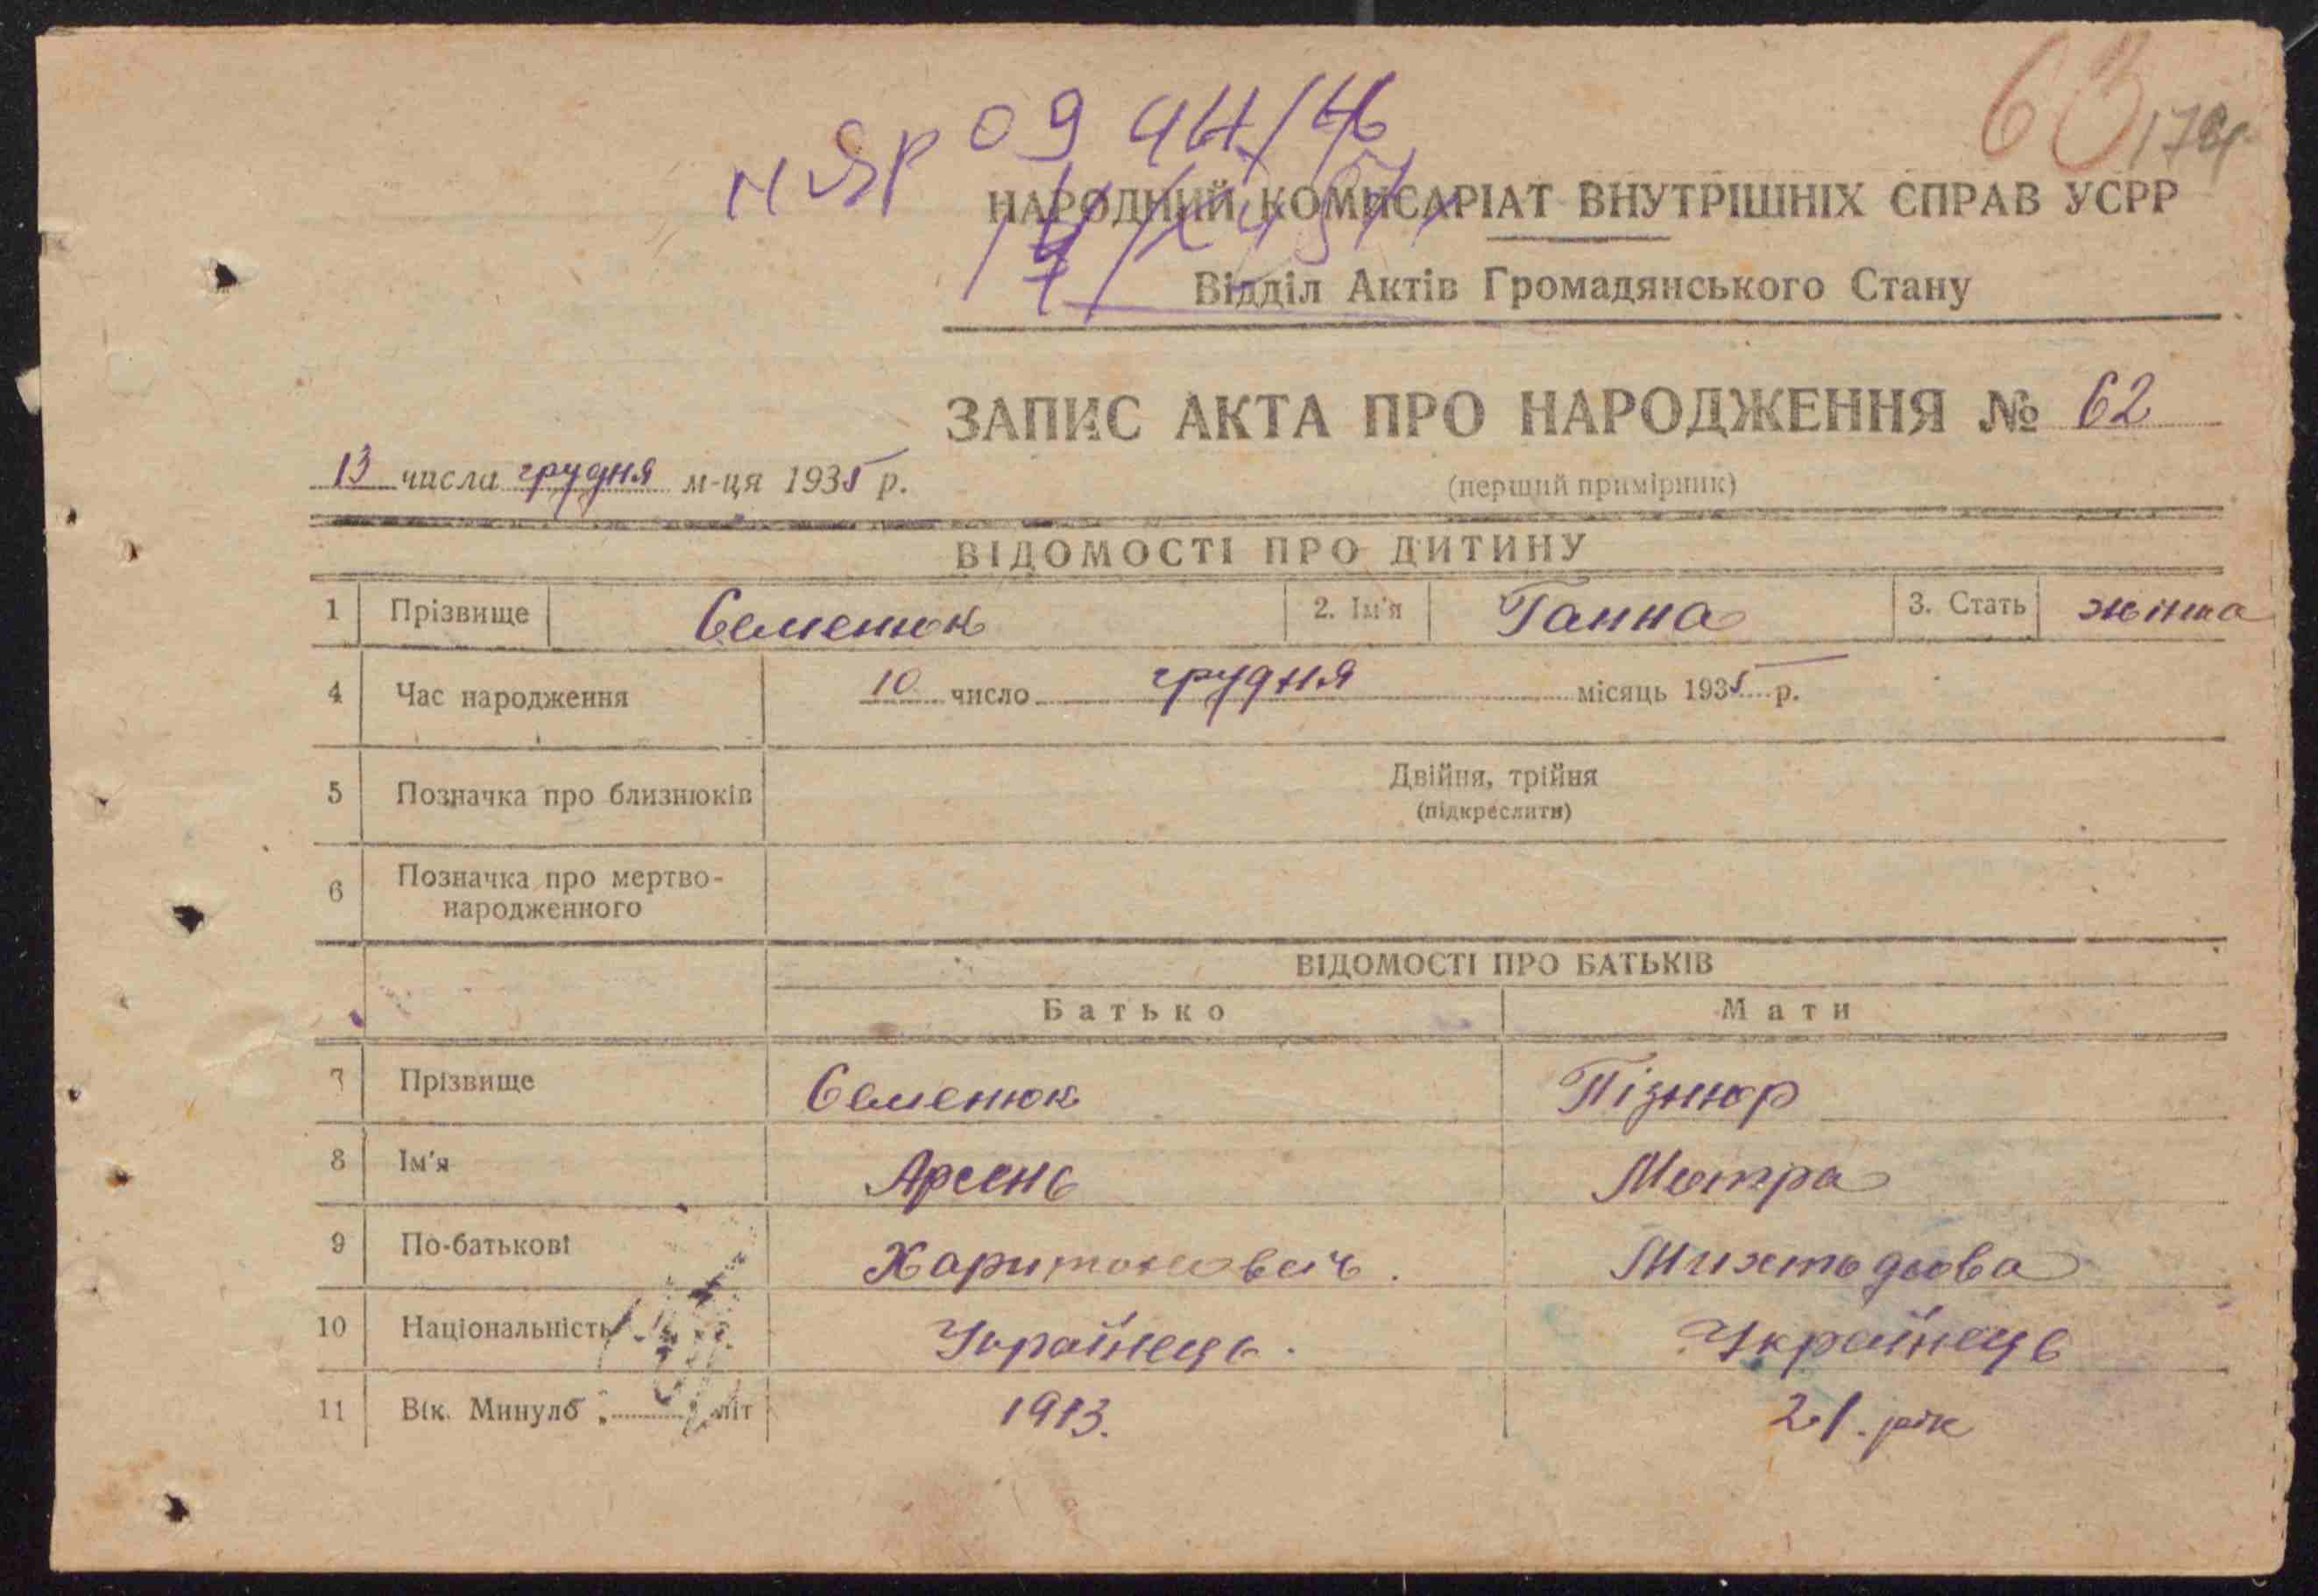 63
НАРОДНИЙ КОМІСАРІАТ ВНУТРІШНІХ СПРАВ УСРР
Відділ Актів Громадянського Стану
ЗАПИС АКТА ПРО НАРОДЖЕННЯ № 62
13 числа грудня м-ця 1935 р.
(перший примірник)
ВІДОМОСТІ ПРО ДИТИНУ
1 Прізвище Семенюк 2. Ім'я Ганна 3. Стать жінка
4 Час народження 10 число грудня місяць 1935 р.
5 Позначка про близнюків Двійня, трійня
(підкреслити)
6 Позначка про мертво-
народженного
ВІДОМОСТІ ПРО БАТЬКІВ
Батько Мати
7 Прізвище Семенюк Пізнюр
8 Ім'я Арсень Мотра
9 По-батькові Харитонович.
10 Національність Українець. Українець
11 Вік. Минуло літ 1913. 21. рік